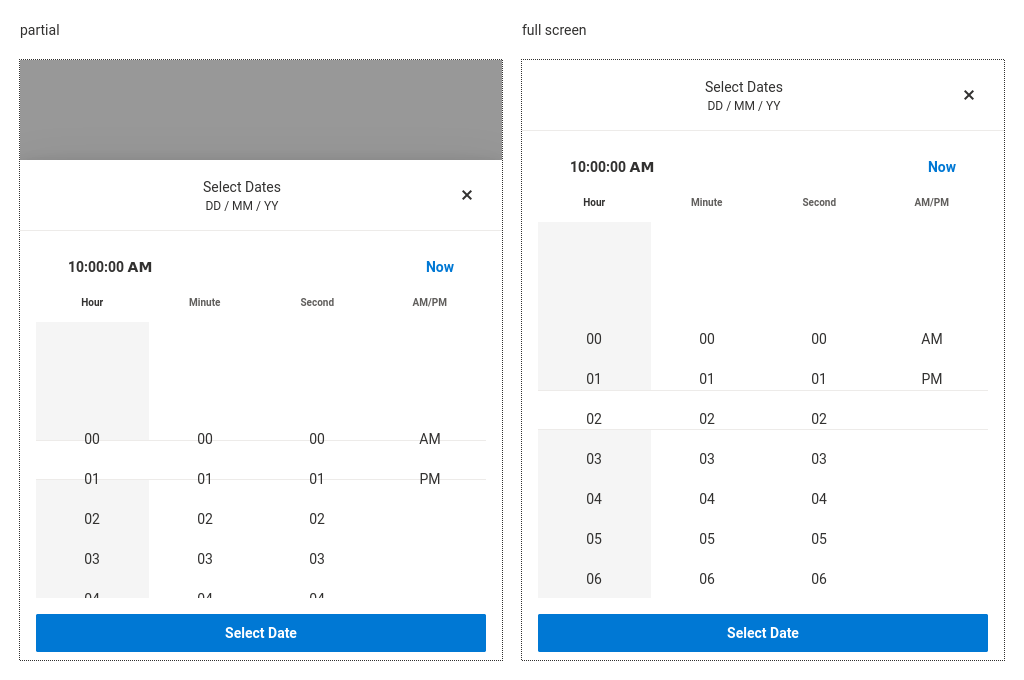 partial
Select Dates
DD / MM / YY
×
10:00:00 AM
Now
Hour Minute Second AM/PM
00 00 00 AM
01 01 01 PM
02 02 02
03 03 03
04 04 04
Select Date
full screen
Select Dates
DD / MM / YY
×
10:00:00 AM
Now
Hour Minute Second AM/PM
00 00 00 AM
01 01 01 PM
02 02 02
03 03 03
04 04 04
05 05 05
06 06 06
Select Date